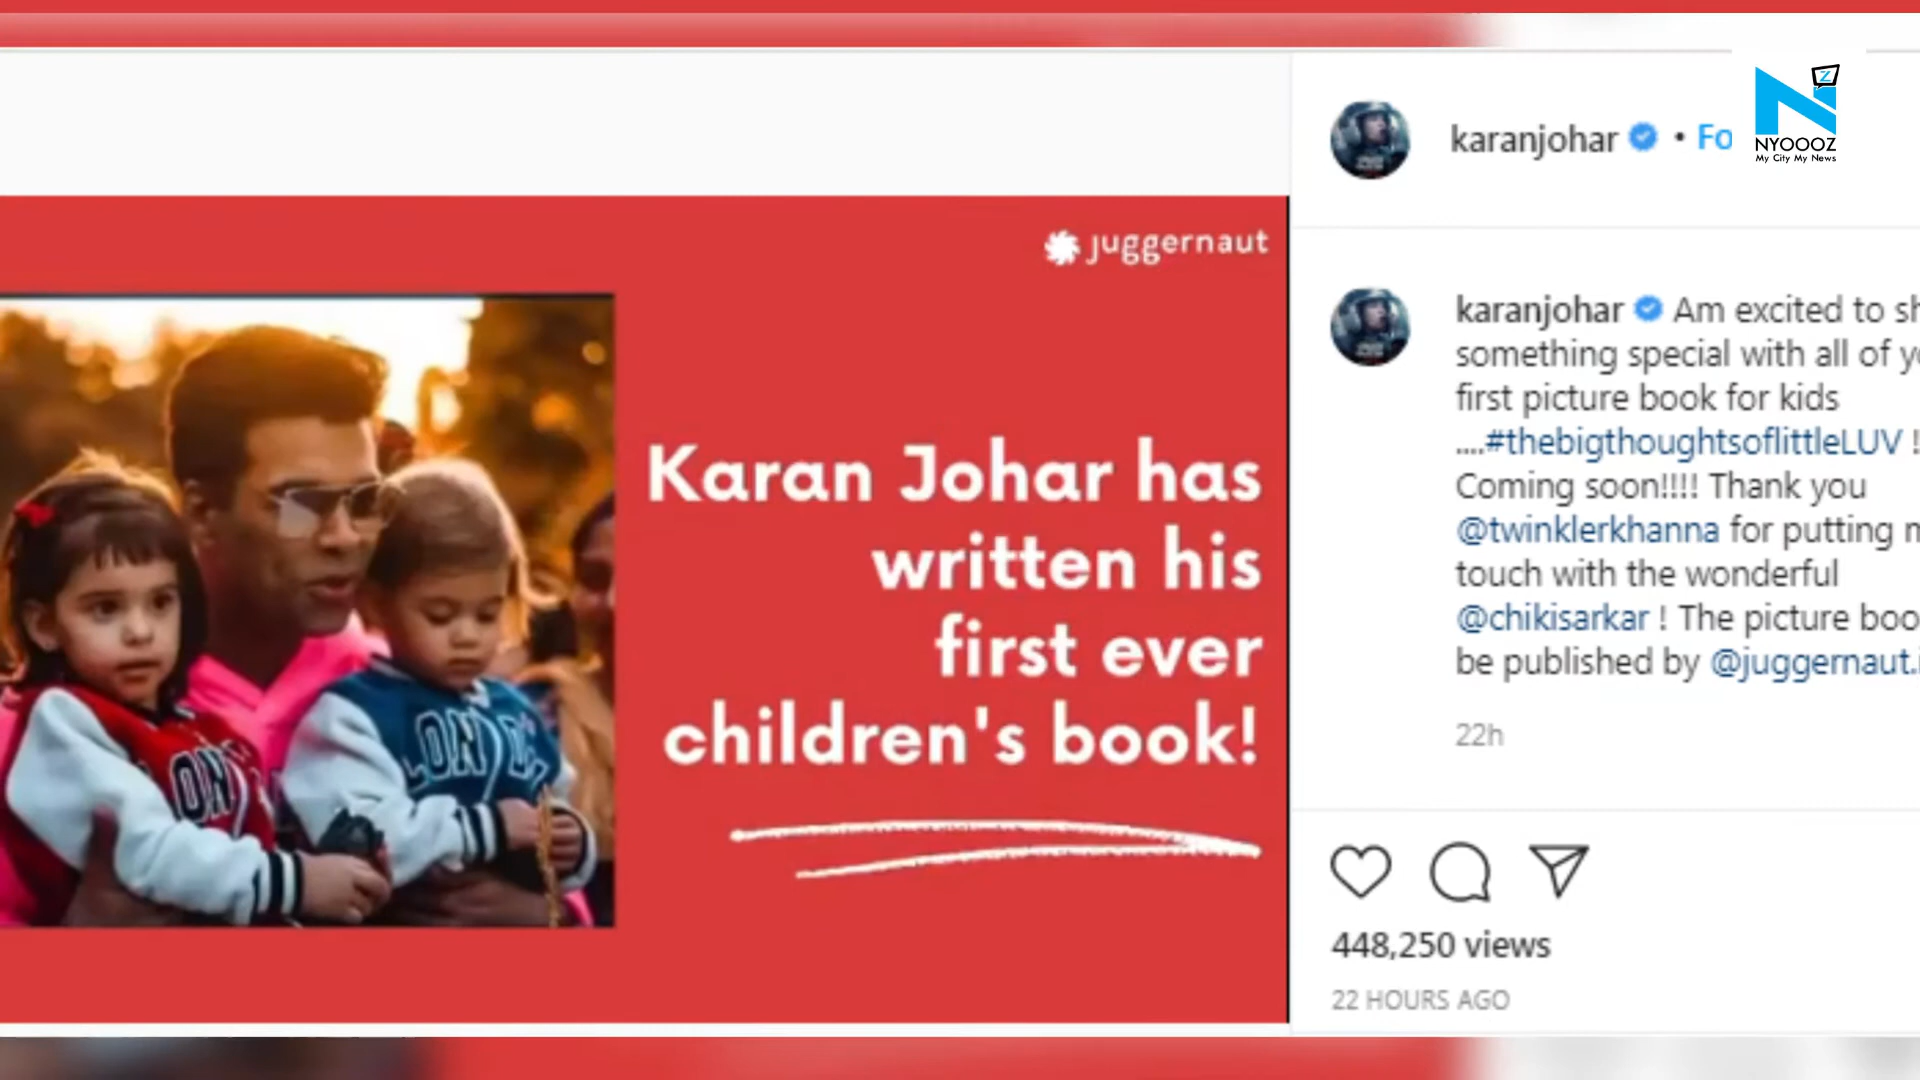 karanjohar • Fo
NYOOOZ
My City My News
juggernaut
Karan Johar has
written his
first ever
children's book!
karanjohar Am excited to sh
something special with all of yo
first picture book for kids
....#thebigthoughtsoflittleLUV !
Coming soon!!!! Thank you
@twinklerkhanna for putting m
touch with the wonderful
@chikisarkar ! The picture boo
be published by @juggernaut.i
22h
448,250 views
22 HOURS AGO